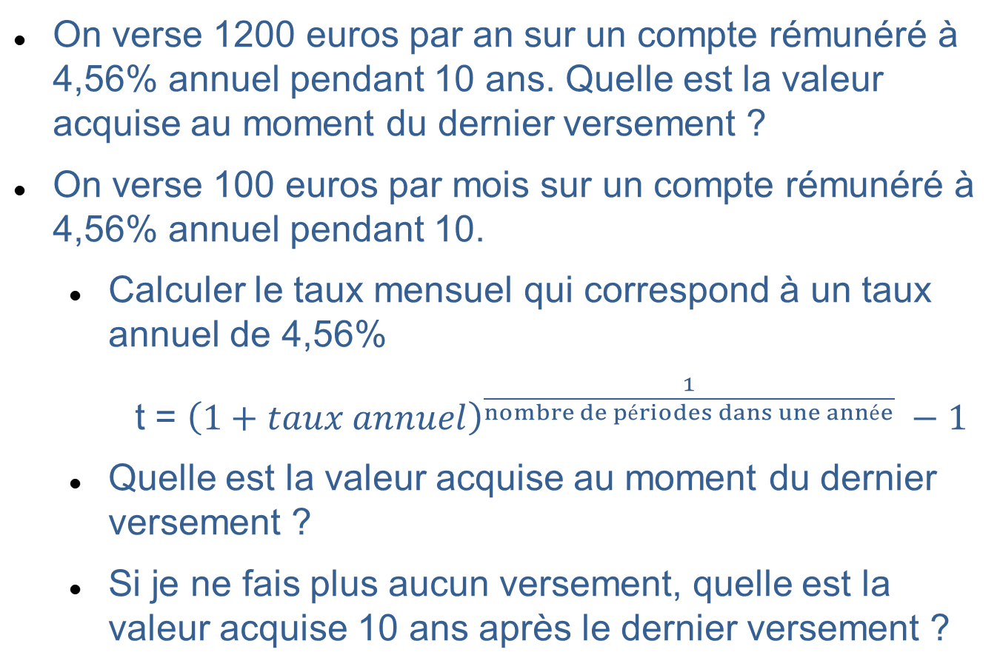 • On verse 1200 euros par an sur un compte rémunéré à
4,56% annuel pendant 10 ans. Quelle est la valeur
acquise au moment du dernier versement ?
• On verse 100 euros par mois sur un compte rémunéré à
4,56% annuel pendant 10.
• Calculer le taux mensuel qui correspond à un taux
annuel de 4,56%
t = (1 + taux annuel)^(1/nombre de périodes dans une année) − 1
• Quelle est la valeur acquise au moment du dernier
versement ?
• Si je ne fais plus aucun versement, quelle est la
valeur acquise 10 ans après le dernier versement ?